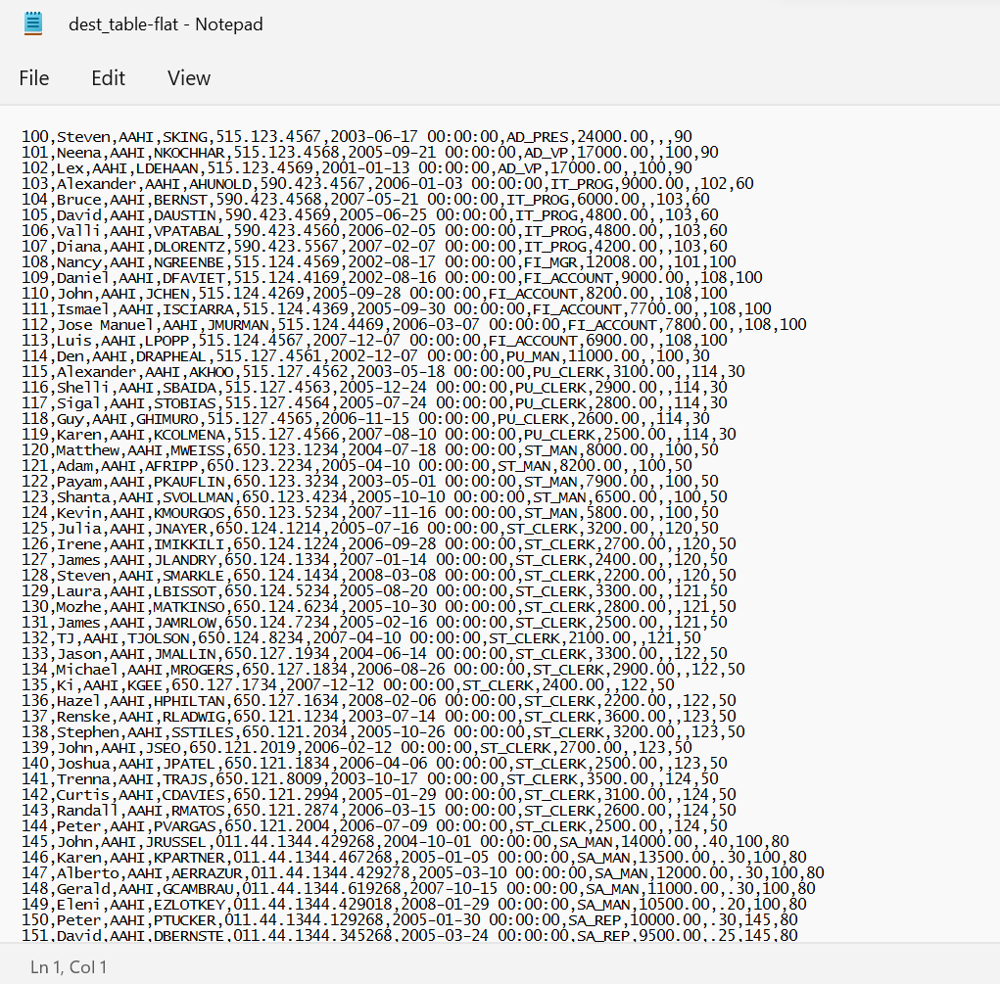 dest_table-flat - Notepad
File Edit View
100,Steven,AAHI,SKING,515.123.4567,2003-06-17 00:00:00,AD_PRES,24000.00,,,90
101,Neena,AAHI,NKOCHHAR,515.123.4568,2005-09-21 00:00:00,AD_VP,17000.00,,100,90
102,Lex,AAHI,LDEHAAN,515.123.4569,2001-01-13 00:00:00,AD_VP,17000.00,,100,90
103,Alexander,AAHI,AHUNOLD,590.423.4567,2006-01-03 00:00:00,IT_PROG,9000.00,,102,60
104,Bruce,AAHI,BERNST,590.423.4568,2007-05-21 00:00:00,IT_PROG,6000.00,,103,60
105,David,AAHI,DAUSTIN,590.423.4569,2005-06-25 00:00:00,IT_PROG,4800.00,,103,60
106,Valli,AAHI,VPATABAL,590.423.4560,2006-02-05 00:00:00,IT_PROG,4800.00,,103,60
107,Diana,AAHI,DLORENTZ,590.423.5567,2007-02-07 00:00:00,IT_PROG,4200.00,,103,60
108,Nancy,AAHI,NGREENBE,515.124.4569,2002-08-17 00:00:00,FI_MGR,12008.00,,101,100
109,Daniel,AAHI,DFAVIET,515.124.4169,2002-08-16 00:00:00,FI_ACCOUNT,9000.00,,108,100
110,John,AAHI,JCHEN,515.124.4269,2005-09-28 00:00:00,FI_ACCOUNT,8200.00,,108,100
111,Ismael,AAHI,ISCIARRA,515.124.4369,2005-09-30 00:00:00,FI_ACCOUNT,7700.00,,108,100
112,Jose Manuel,AAHI,JMURMAN,515.124.4469,2006-03-07 00:00:00,FI_ACCOUNT,7800.00,,108,100
113,Luis,AAHI,LPOPP,515.124.4567,2007-12-07 00:00:00,FI_ACCOUNT,6900.00,,108,100
114,Den,AAHI,DRAPHEAL,515.127.4561,2002-12-07 00:00:00,PU_MAN,11000.00,,100,30
115,Alexander,AAHI,AKHOO,515.127.4562,2003-05-18 00:00:00,PU_CLERK,3100.00,,114,30
116,Shelli,AAHI,SBAIDA,515.127.4563,2005-12-24 00:00:00,PU_CLERK,2900.00,,114,30
117,Sigal,AAHI,STOBIAS,515.127.4564,2005-07-24 00:00:00,PU_CLERK,2800.00,,114,30
118,Guy,AAHI,GHIMURO,515.127.4565,2006-11-15 00:00:00,PU_CLERK,2600.00,,114,30
119,Karen,AAHI,KCOLMENA,515.127.4566,2007-08-10 00:00:00,PU_CLERK,2500.00,,114,30
120,Matthew,AAHI,MWEISS,650.123.1234,2004-07-18 00:00:00,ST_MAN,8000.00,,100,50
121,Adam,AAHI,AFRIPP,650.123.2234,2005-04-10 00:00:00,ST_MAN,8200.00,,100,50
122,Payam,AAHI,PKAUFLIN,650.123.3234,2003-05-01 00:00:00,ST_MAN,7900.00,,100,50
123,Shanta,AAHI,SVOLLMAN,650.123.4234,2005-10-10 00:00:00,ST_MAN,6500.00,,100,50
124,Kevin,AAHI,KMOURGOS,650.123.5234,2007-11-16 00:00:00,ST_MAN,5800.00,,100,50
125,Julia,AAHI,JNAYER,650.124.1214,2005-07-16 00:00:00,ST_CLERK,3200.00,,120,50
126,Irene,AAHI,IMIKKILI,650.124.1224,2006-09-28 00:00:00,ST_CLERK,2700.00,,120,50
127,James,AAHI,JLANDRY,650.124.1334,2007-01-14 00:00:00,ST_CLERK,2400.00,,120,50
128,Steven,AAHI,SMARKLE,650.124.1434,2008-03-08 00:00:00,ST_CLERK,2200.00,,120,50
129,Laura,AAHI,LBISSOT,650.124.5234,2005-08-20 00:00:00,ST_CLERK,3300.00,,121,50
130,Mozhe,AAHI,MATKINSO,650.124.6234,2005-10-30 00:00:00,ST_CLERK,2800.00,,121,50
131,James,AAHI,JAMRLOW,650.124.7234,2005-02-16 00:00:00,ST_CLERK,2500.00,,121,50
132,TJ,AAHI,TJOLSON,650.124.8234,2007-04-10 00:00:00,ST_CLERK,2100.00,,121,50
133,Jason,AAHI,JMALLIN,650.127.1934,2004-06-14 00:00:00,ST_CLERK,3300.00,,122,50
134,Michael,AAHI,MROGERS,650.127.1834,2006-08-26 00:00:00,ST_CLERK,2900.00,,122,50
135,Ki,AAHI,KGEE,650.127.1734,2007-12-12 00:00:00,ST_CLERK,2400.00,,122,50
136,Hazel,AAHI,HPHILTAN,650.127.1634,2008-02-06 00:00:00,ST_CLERK,2200.00,,122,50
137,Renske,AAHI,RLADWIG,650.121.1234,2003-07-14 00:00:00,ST_CLERK,3600.00,,123,50
138,Stephen,AAHI,SSTILES,650.121.2034,2005-10-26 00:00:00,ST_CLERK,3200.00,,123,50
139,John,AAHI,JSEO,650.121.2019,2006-02-12 00:00:00,ST_CLERK,2700.00,,123,50
140,Joshua,AAHI,JPATEL,650.121.1834,2006-04-06 00:00:00,ST_CLERK,2500.00,,123,50
141,Trenna,AAHI,TRAJS,650.121.8009,2003-10-17 00:00:00,ST_CLERK,3500.00,,124,50
142,Curtis,AAHI,CDAVIES,650.121.2994,2005-01-29 00:00:00,ST_CLERK,3100.00,,124,50
143,Randall,AAHI,RMATOS,650.121.2874,2006-03-15 00:00:00,ST_CLERK,2600.00,,124,50
144,Peter,AAHI,PVARGAS,650.121.2004,2006-07-09 00:00:00,ST_CLERK,2500.00,,124,50
145,John,AAHI,JRUSSEL,011.44.1344.429268,2004-10-01 00:00:00,SA_MAN,14000.00,.40,100,80
146,Karen,AAHI,KPARTNER,011.44.1344.467268,2005-01-05 00:00:00,SA_MAN,13500.00,.30,100,80
147,Alberto,AAHI,AERRAZUR,011.44.1344.429278,2005-03-10 00:00:00,SA_MAN,12000.00,.30,100,80
148,Gerald,AAHI,GCAMBRAU,011.44.1344.619268,2007-10-15 00:00:00,SA_MAN,11000.00,.30,100,80
149,Eleni,AAHI,EZLOTKEY,011.44.1344.429018,2008-01-29 00:00:00,SA_MAN,10500.00,.20,100,80
150,Peter,AAHI,PTUCKER,011.44.1344.129268,2005-01-30 00:00:00,SA_REP,10000.00,.30,145,80
151,David,AAHI,DBERNSTE,011.44.1344.345268,2005-03-24 00:00:00,SA_REP,9500.00,.25,145,80
Ln 1, Col 1